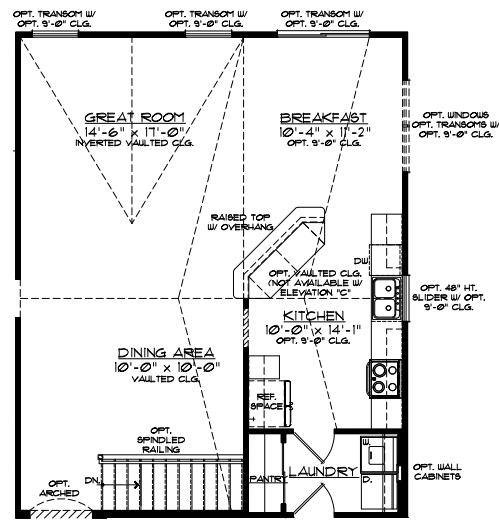 OPT. TRANSOM W/
OPT. 9'-0" CLG.
OPT. TRANSOM W/
OPT. 9'-0" CLG.
OPT. TRANSOM W/
OPT. 9'-0" CLG.
GREAT ROOM
14'-6" x 17'-0"
INVERTED VAULTED CLG.
BREAKFAST
10'-4" x 11'-2"
OPT. 9'-0" CLG.
OPT. WINDOWS
OPT. TRANSOMS W/
OPT. 9'-0" CLG.
RAISED TOP
W/ OVERHANG
DW.
OPT. VAULTED CLG.
(NOT AVAILABLE W/
ELEVATION "C"
OPT. 48" HT.
SLIDER W/ OPT.
9'-0" CLG.
KITCHEN
10'-0" x 14'-1"
OPT. 9'-0" CLG.
DINING AREA
10'-0" x 10'-0"
VAULTED CLG.
REF.
SPACE
OPT.
SPINDLED
RAILING
DN.
OPT.
ARCHED
PANTRY
LAUNDRY
W.
D.
OPT. WALL
CABINETS